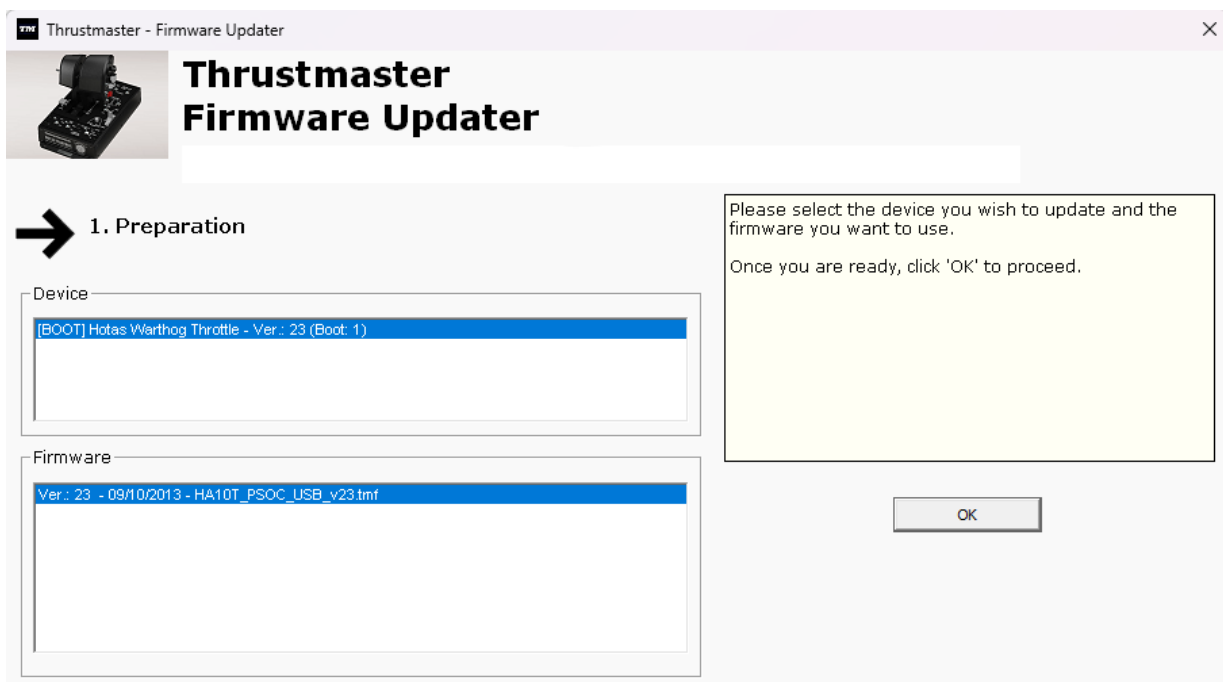 TM Thrustmaster - Firmware Updater
Thrustmaster
Firmware Updater
1. Preparation
Please select the device you wish to update and the
firmware you want to use.
Once you are ready, click 'OK' to proceed.
Device
[BOOT] Hotas Warthog Throttle - Ver.: 23 (Boot: 1)
Firmware
Ver.: 23 - 09/10/2013 - HA10T_PSOC_USB_v23.tmf
OK